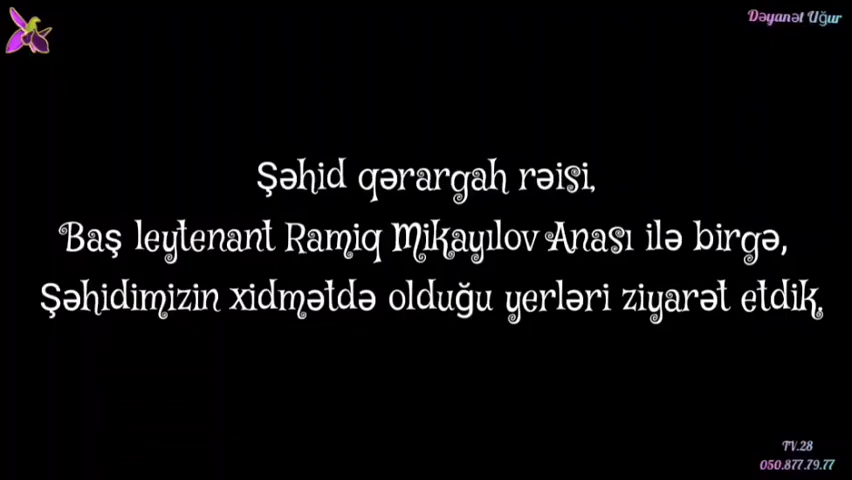 Dəyanət Uğur
Şəhid qərargah rəisi,
Baş leytenant Ramiq Mikayılov Anası ilə birgə,
Şəhidimizin xidmətdə olduğu yerləri ziyarət etdik.
TV.28
050.877.79.77